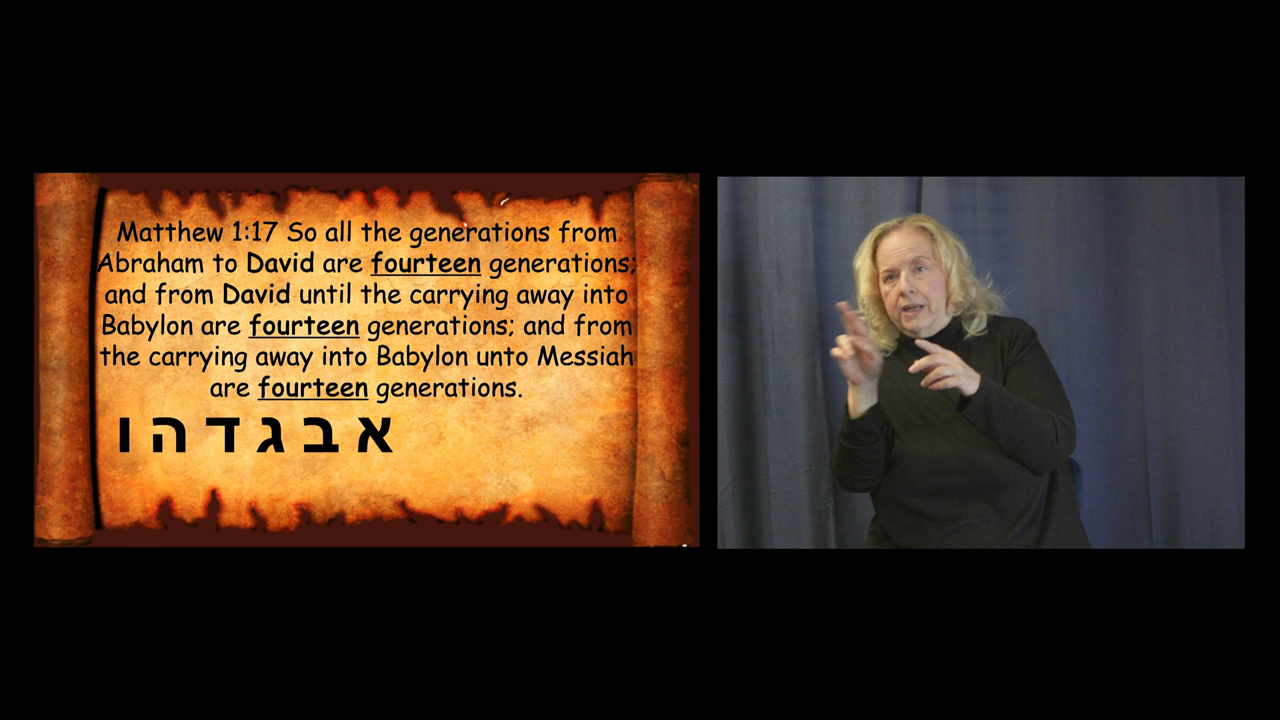 Matthew 1:17 So all the generations from
Abraham to David are fourteen generations;
and from David until the carrying away into
Babylon are fourteen generations; and from
the carrying away into Babylon unto Messiah
are fourteen generations.
א ב ג ד ה ו